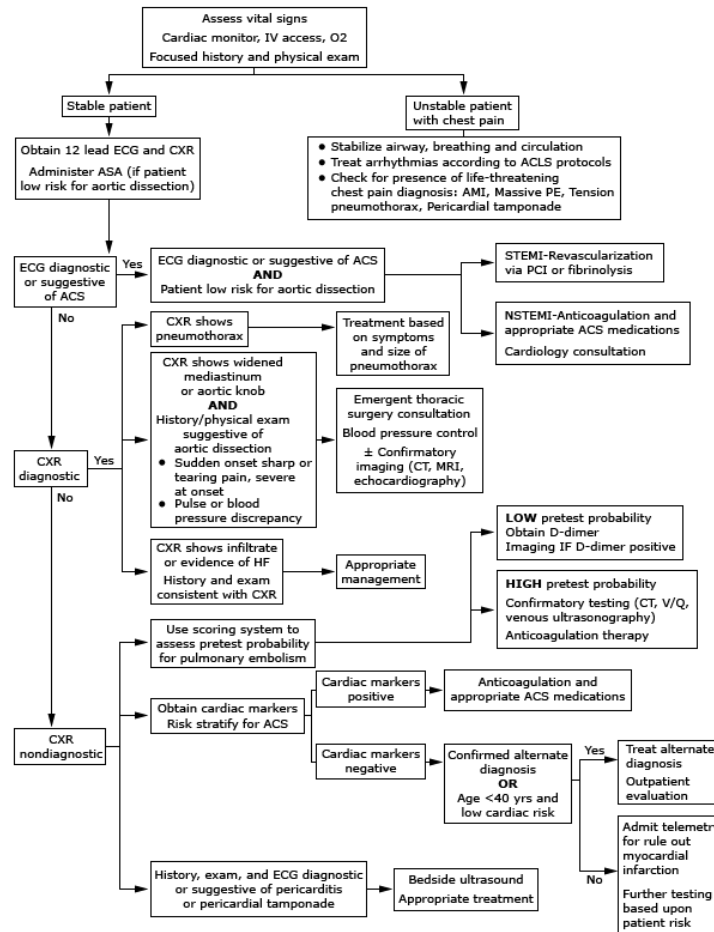 Assess vital signs
Cardiac monitor, IV access, O2
Focused history and physical exam
Stable patient
Unstable patient
with chest pain
Obtain 12 lead ECG and CXR
Administer ASA (if patient
low risk for aortic dissection)
● Stabilize airway, breathing and circulation
● Treat arrhythmias according to ACLS protocols
● Check for presence of life-threatening
chest pain diagnosis: AMI, Massive PE, Tension
pneumothorax, Pericardial tamponade
ECG diagnostic
or suggestive
of ACS
Yes
No
ECG diagnostic or suggestive of ACS
AND
Patient low risk for aortic dissection
STEMI-Revascularization
via PCI or fibrinolysis
NSTEMI-Anticoagulation and
appropriate ACS medications
Cardiology consultation
CXR
diagnostic
Yes
No
CXR shows
pneumothorax
Treatment based
on symptoms
and size of
pneumothorax
CXR shows widened
mediastinum
or aortic knob
AND
History/physical exam
suggestive of
aortic dissection
● Sudden onset sharp or
tearing pain, severe
at onset
● Pulse or blood
pressure discrepancy
Emergent thoracic
surgery consultation
Blood pressure control
± Confirmatory
imaging (CT, MRI,
echocardiography)
CXR shows infiltrate
or evidence of HF
History and exam
consistent with CXR
Appropriate
management
CXR
nondiagnostic
Use scoring system to
assess pretest probability
for pulmonary embolism
LOW pretest probability
Obtain D-dimer
Imaging IF D-dimer positive
HIGH pretest probability
Confirmatory testing (CT, V/Q,
venous ultrasonography)
Anticoagulation therapy
Obtain cardiac markers
Risk stratify for ACS
Cardiac markers
positive
Anticoagulation and
appropriate ACS medications
Cardiac markers
negative
Confirmed alternate
diagnosis
OR
Age <40 yrs and
low cardiac risk
Yes
Treat alternate
diagnosis
Outpatient
evaluation
No
Admit telemetr
for rule out
myocardial
infarction
Further testing
based upon
patient risk
History, exam, and ECG diagnostic
or suggestive of pericarditis
or pericardial tamponade
Bedside ultrasound
Appropriate treatment